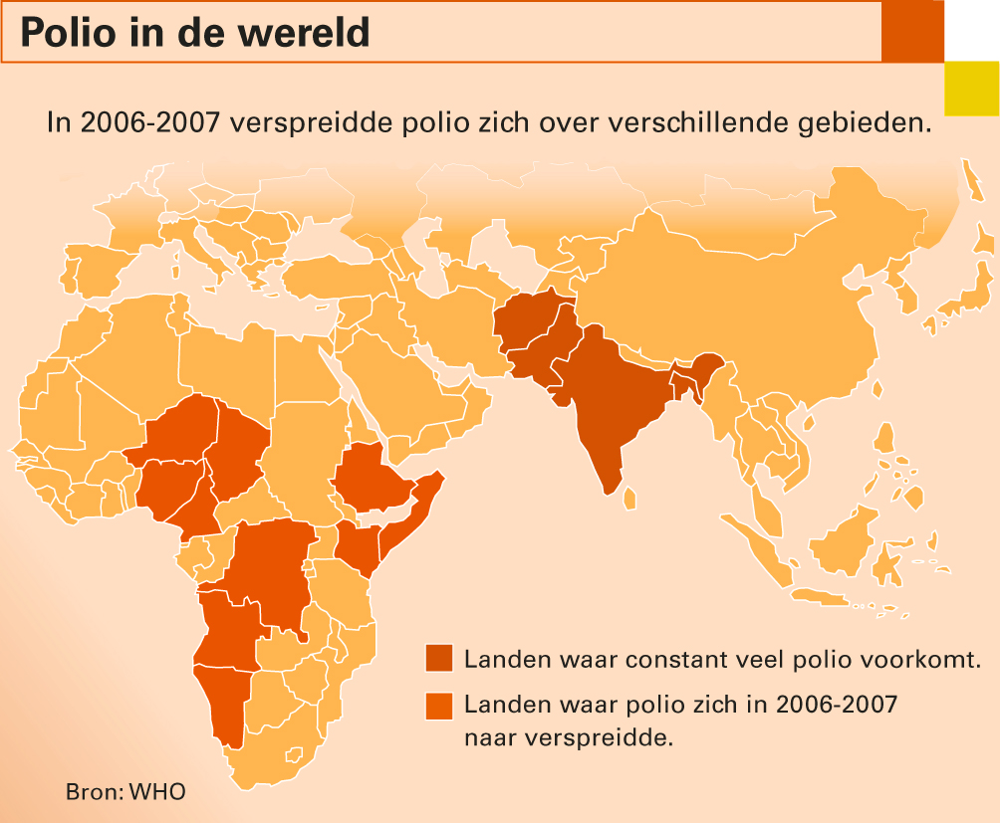 Polio in de wereld
In 2006-2007 verspreidde polio zich over verschillende gebieden.
Landen waar constant veel polio voorkomt.
Landen waar polio zich in 2006-2007
naar verspreidde.
Bron: WHO